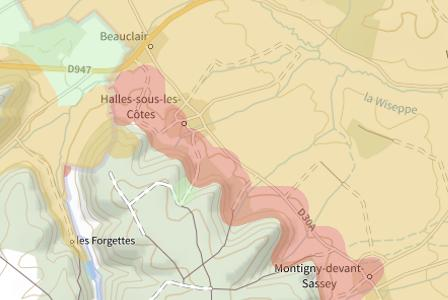 Beauclair
D947
Halles-sous-les-
Côtes
la Wiseppe
D30A
les Forgettes
Montigny-devant-
Sassey